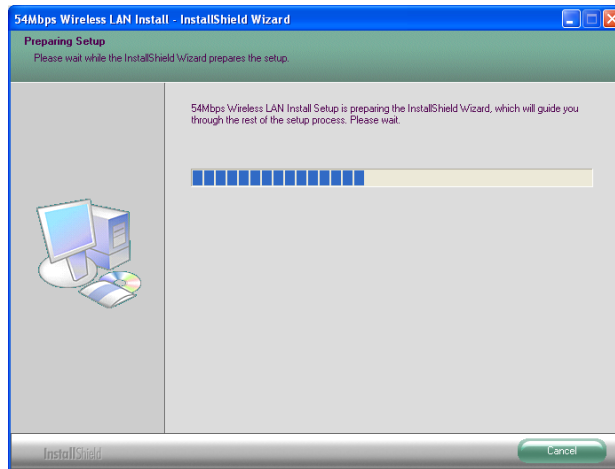 54Mbps Wireless LAN Install - InstallShield Wizard
Preparing Setup
Please wait while the InstallShield Wizard prepares the setup.
54Mbps Wireless LAN Install Setup is preparing the InstallShield Wizard, which will guide you
through the rest of the setup process. Please wait.
InstallShield
Cancel